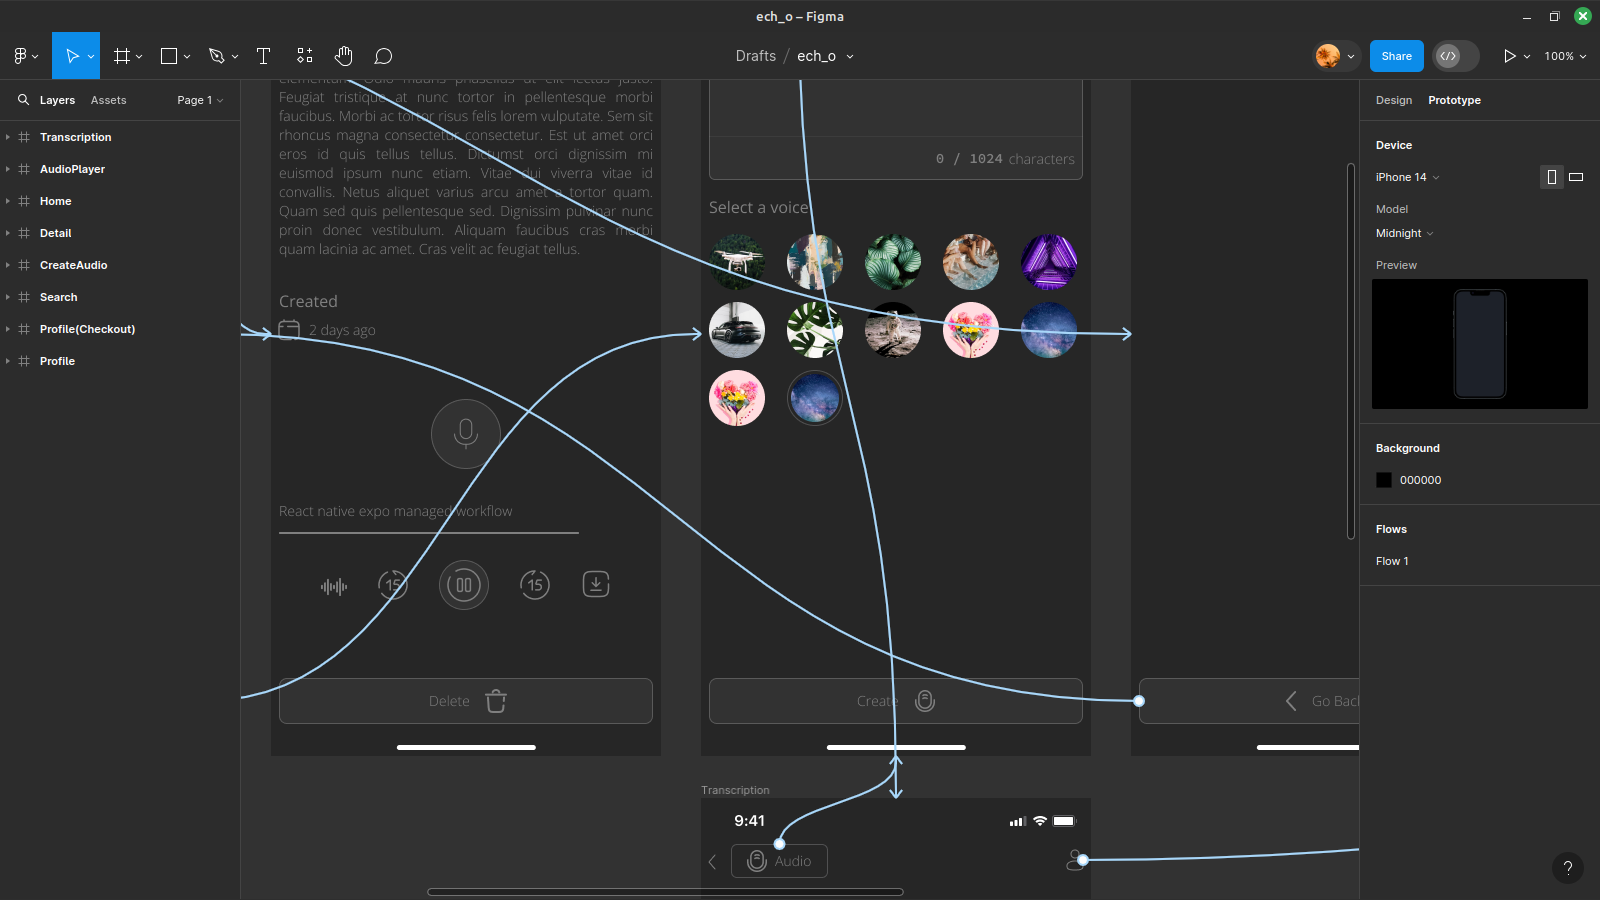 ech_o – Figma
Drafts / ech_o
Share
100%
Layers
Assets
Page 1
Transcription
AudioPlayer
Home
Detail
CreateAudio
Search
Profile(Checkout)
Profile
Feugiat tristique at nunc tortor in pellentesque morbi
faucibus. Morbi ac tortor risus felis lorem vulputate. Sem sit
rhoncus magna consectetur consectetur. Est ut amet orci
eros id quis tellus tellus. Dictumst orci dignissim mi
euismod ipsum nunc etiam. Vitae dui viverra vitae id
convallis. Netus aliquet varius arcu amet a tortor quam.
Quam sed quis pellentesque sed. Dignissim pulvinar nunc
proin donec vestibulum. Aliquam faucibus cras morbi
quam lacinia ac amet. Cras velit ac feugiat tellus.
Created
2 days ago
React native expo managed workflow
15
15
Delete
0 / 1024 characters
Select a voice
Create
Go Bac
Transcription
9:41
Audio
Design
Prototype
Device
iPhone 14
Model
Midnight
Preview
Background
000000
Flows
Flow 1
?